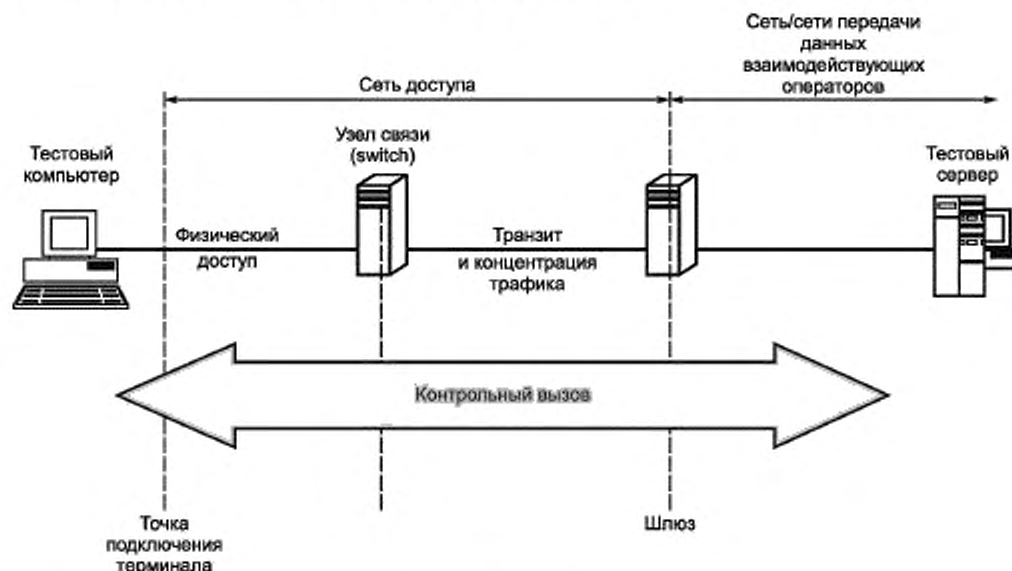 Сеть/сети передачи
данных
взаимодействующих
операторов
Сеть доступа
Узел связи
(switch)
Тестовый
компьютер
Тестовый
сервер
Физический
доступ
Транзит
и концентрация
трафика
Контрольный вызов
Точка
подключения
терминала
Шлюз